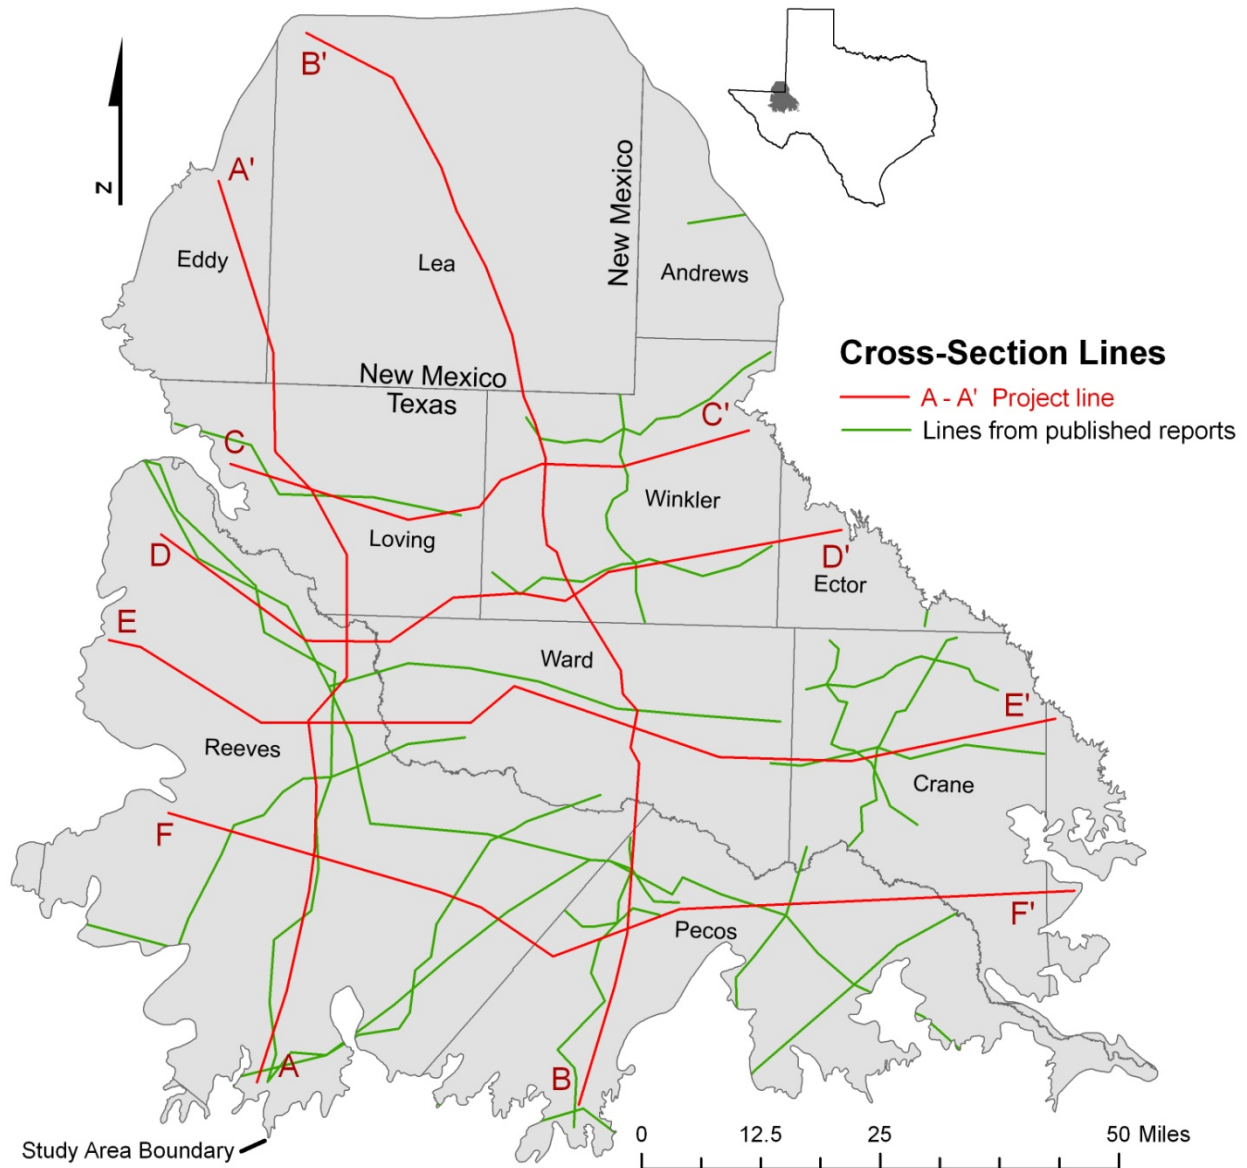 B'
A'
N
New Mexico
Eddy
Lea
Andrews
Cross-Section Lines
A - A' Project line
Lines from published reports
New Mexico
Texas
C'
C
Winkler
Loving
D
D'
Ector
E
Ward
E'
Reeves
Crane
F
F'
Pecos
A
B
Study Area Boundary
0 12.5 25 50 Miles